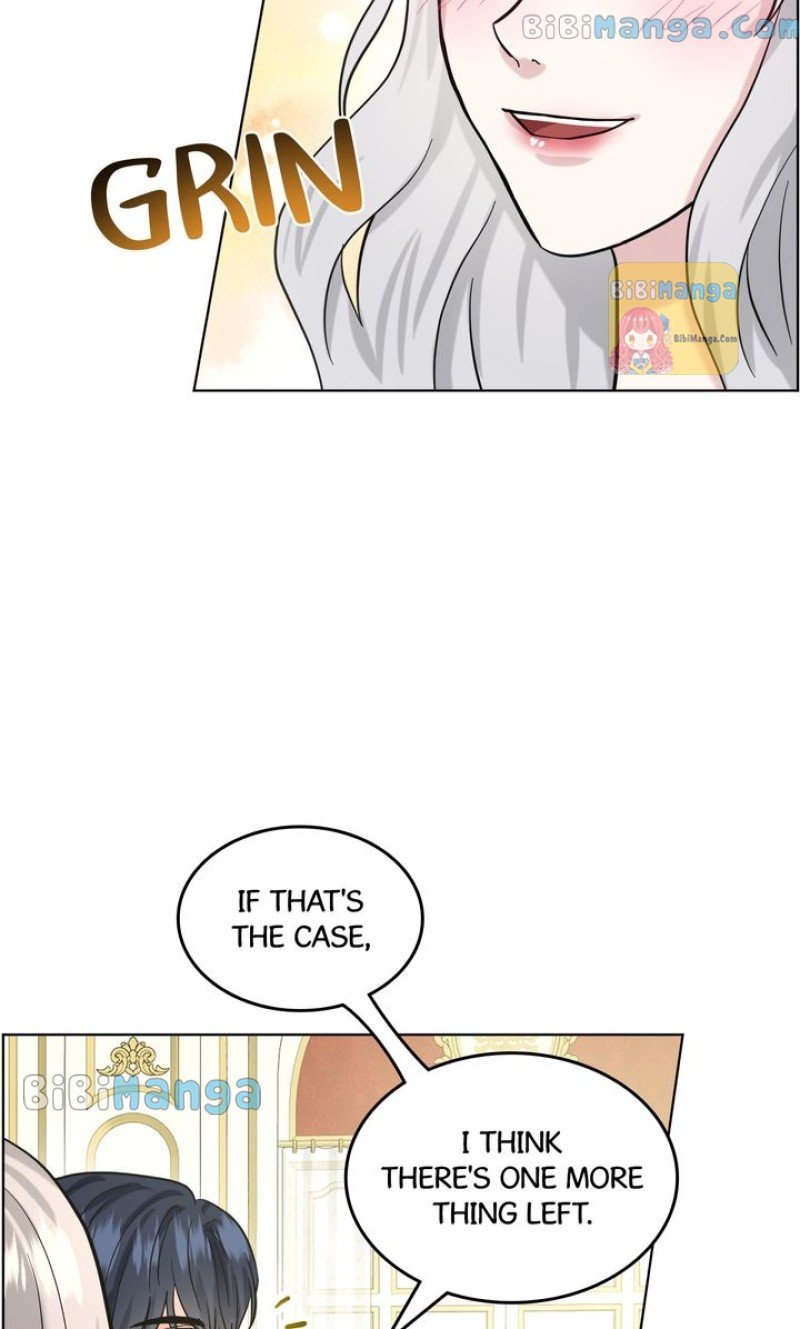 BiBiManga.Com
GRIN
BiBiManga
BibiManga.Com
IF THAT'S
THE CASE,
BiBiManga
I THINK
THERE'S ONE MORE
THING LEFT.